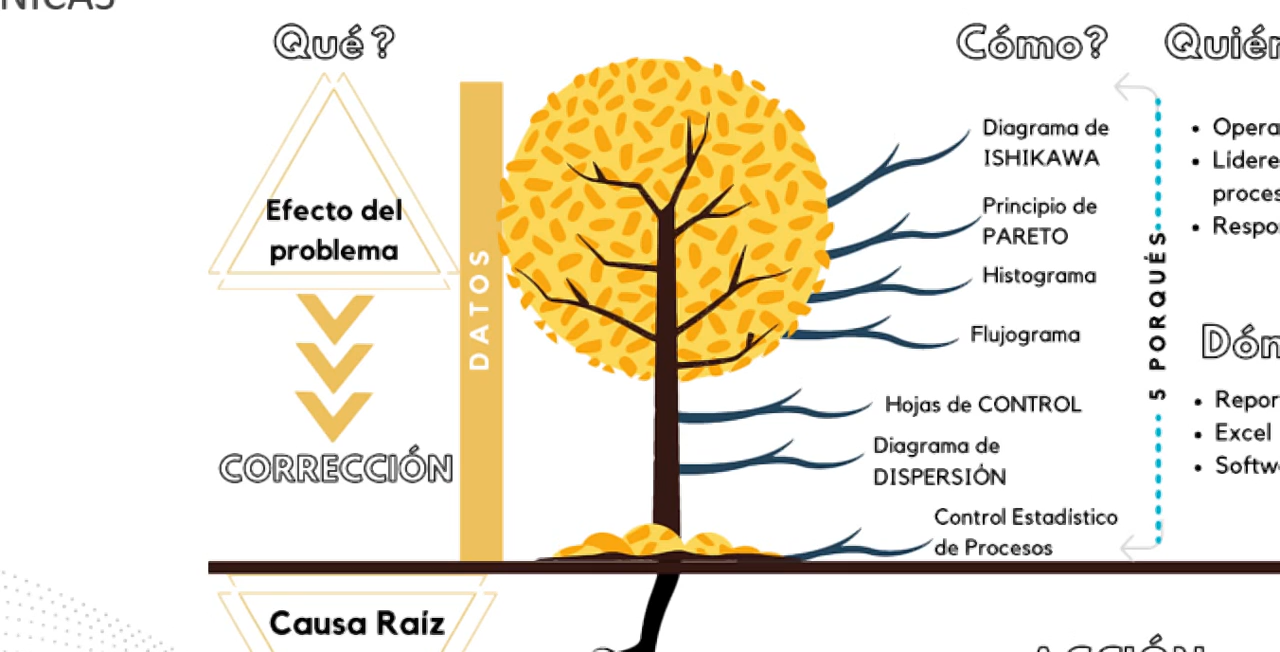 Qué ?
Efecto del
problema
CORRECCIÓN
DATOS
Cómo?
Diagrama de
ISHIKAWA
Principio de
PARETO
Histograma
Flujograma
Hojas de CONTROL
Diagrama de
DISPERSIÓN
Control Estadístico
de Procesos
5 PORQUÉS
• Excel
Causa Raíz